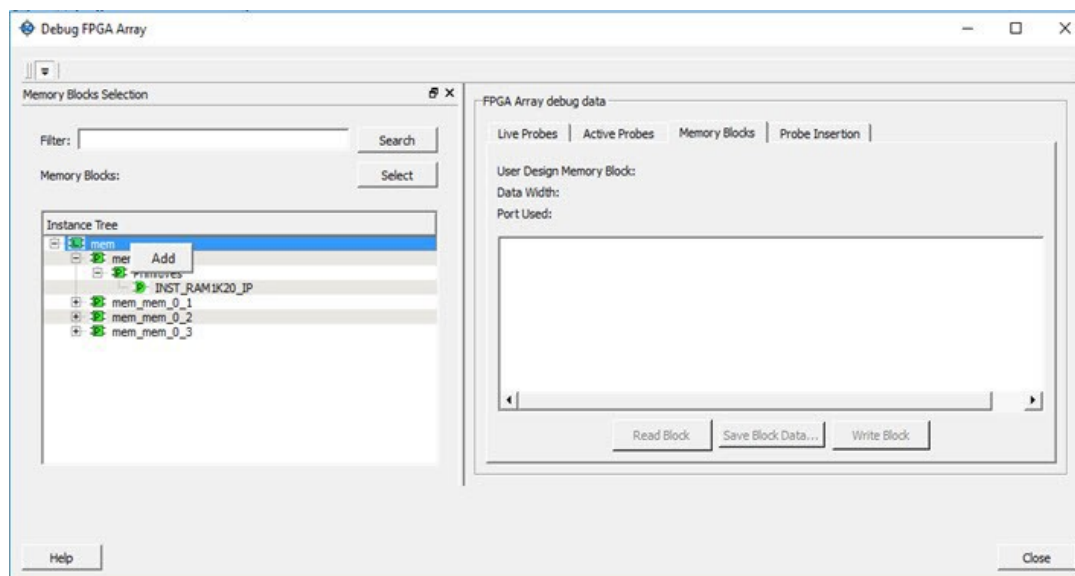 Debug FPGA Array
Memory Blocks Selection
Filter:
Search
Memory Blocks:
Select
Instance Tree
mem
Add
Primitives
INST_RAM1K20_IP
mem_mem_0_1
mem_mem_0_2
mem_mem_0_3
FPGA Array debug data
Live Probes Active Probes Memory Blocks Probe Insertion
User Design Memory Block:
Data Width:
Port Used:
Read Block Save Block Data... Write Block
Help
Close